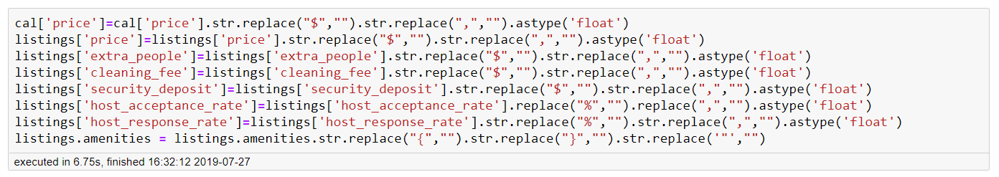 cal['price']=cal['price'].str.replace("$","").str.replace(",","").astype('float')
listings['price']=listings['price'].str.replace("$","").str.replace(",","").astype('float')
listings['extra_people']=listings['extra_people'].str.replace("$","").str.replace(",","").astype('float')
listings['cleaning_fee']=listings['cleaning_fee'].str.replace("$","").str.replace(",","").astype('float')
listings['security_deposit']=listings['security_deposit'].str.replace("$","").str.replace(",","").astype('float')
listings['host_acceptance_rate']=listings['host_acceptance_rate'].replace("%","").replace(",","").astype('float')
listings['host_response_rate']=listings['host_response_rate'].str.replace("%","").str.replace(",","").astype('float')
listings.amenities = listings.amenities.str.replace("{","").str.replace("}","").str.replace('"',"")
executed in 6.75s, finished 16:32:12 2019-07-27